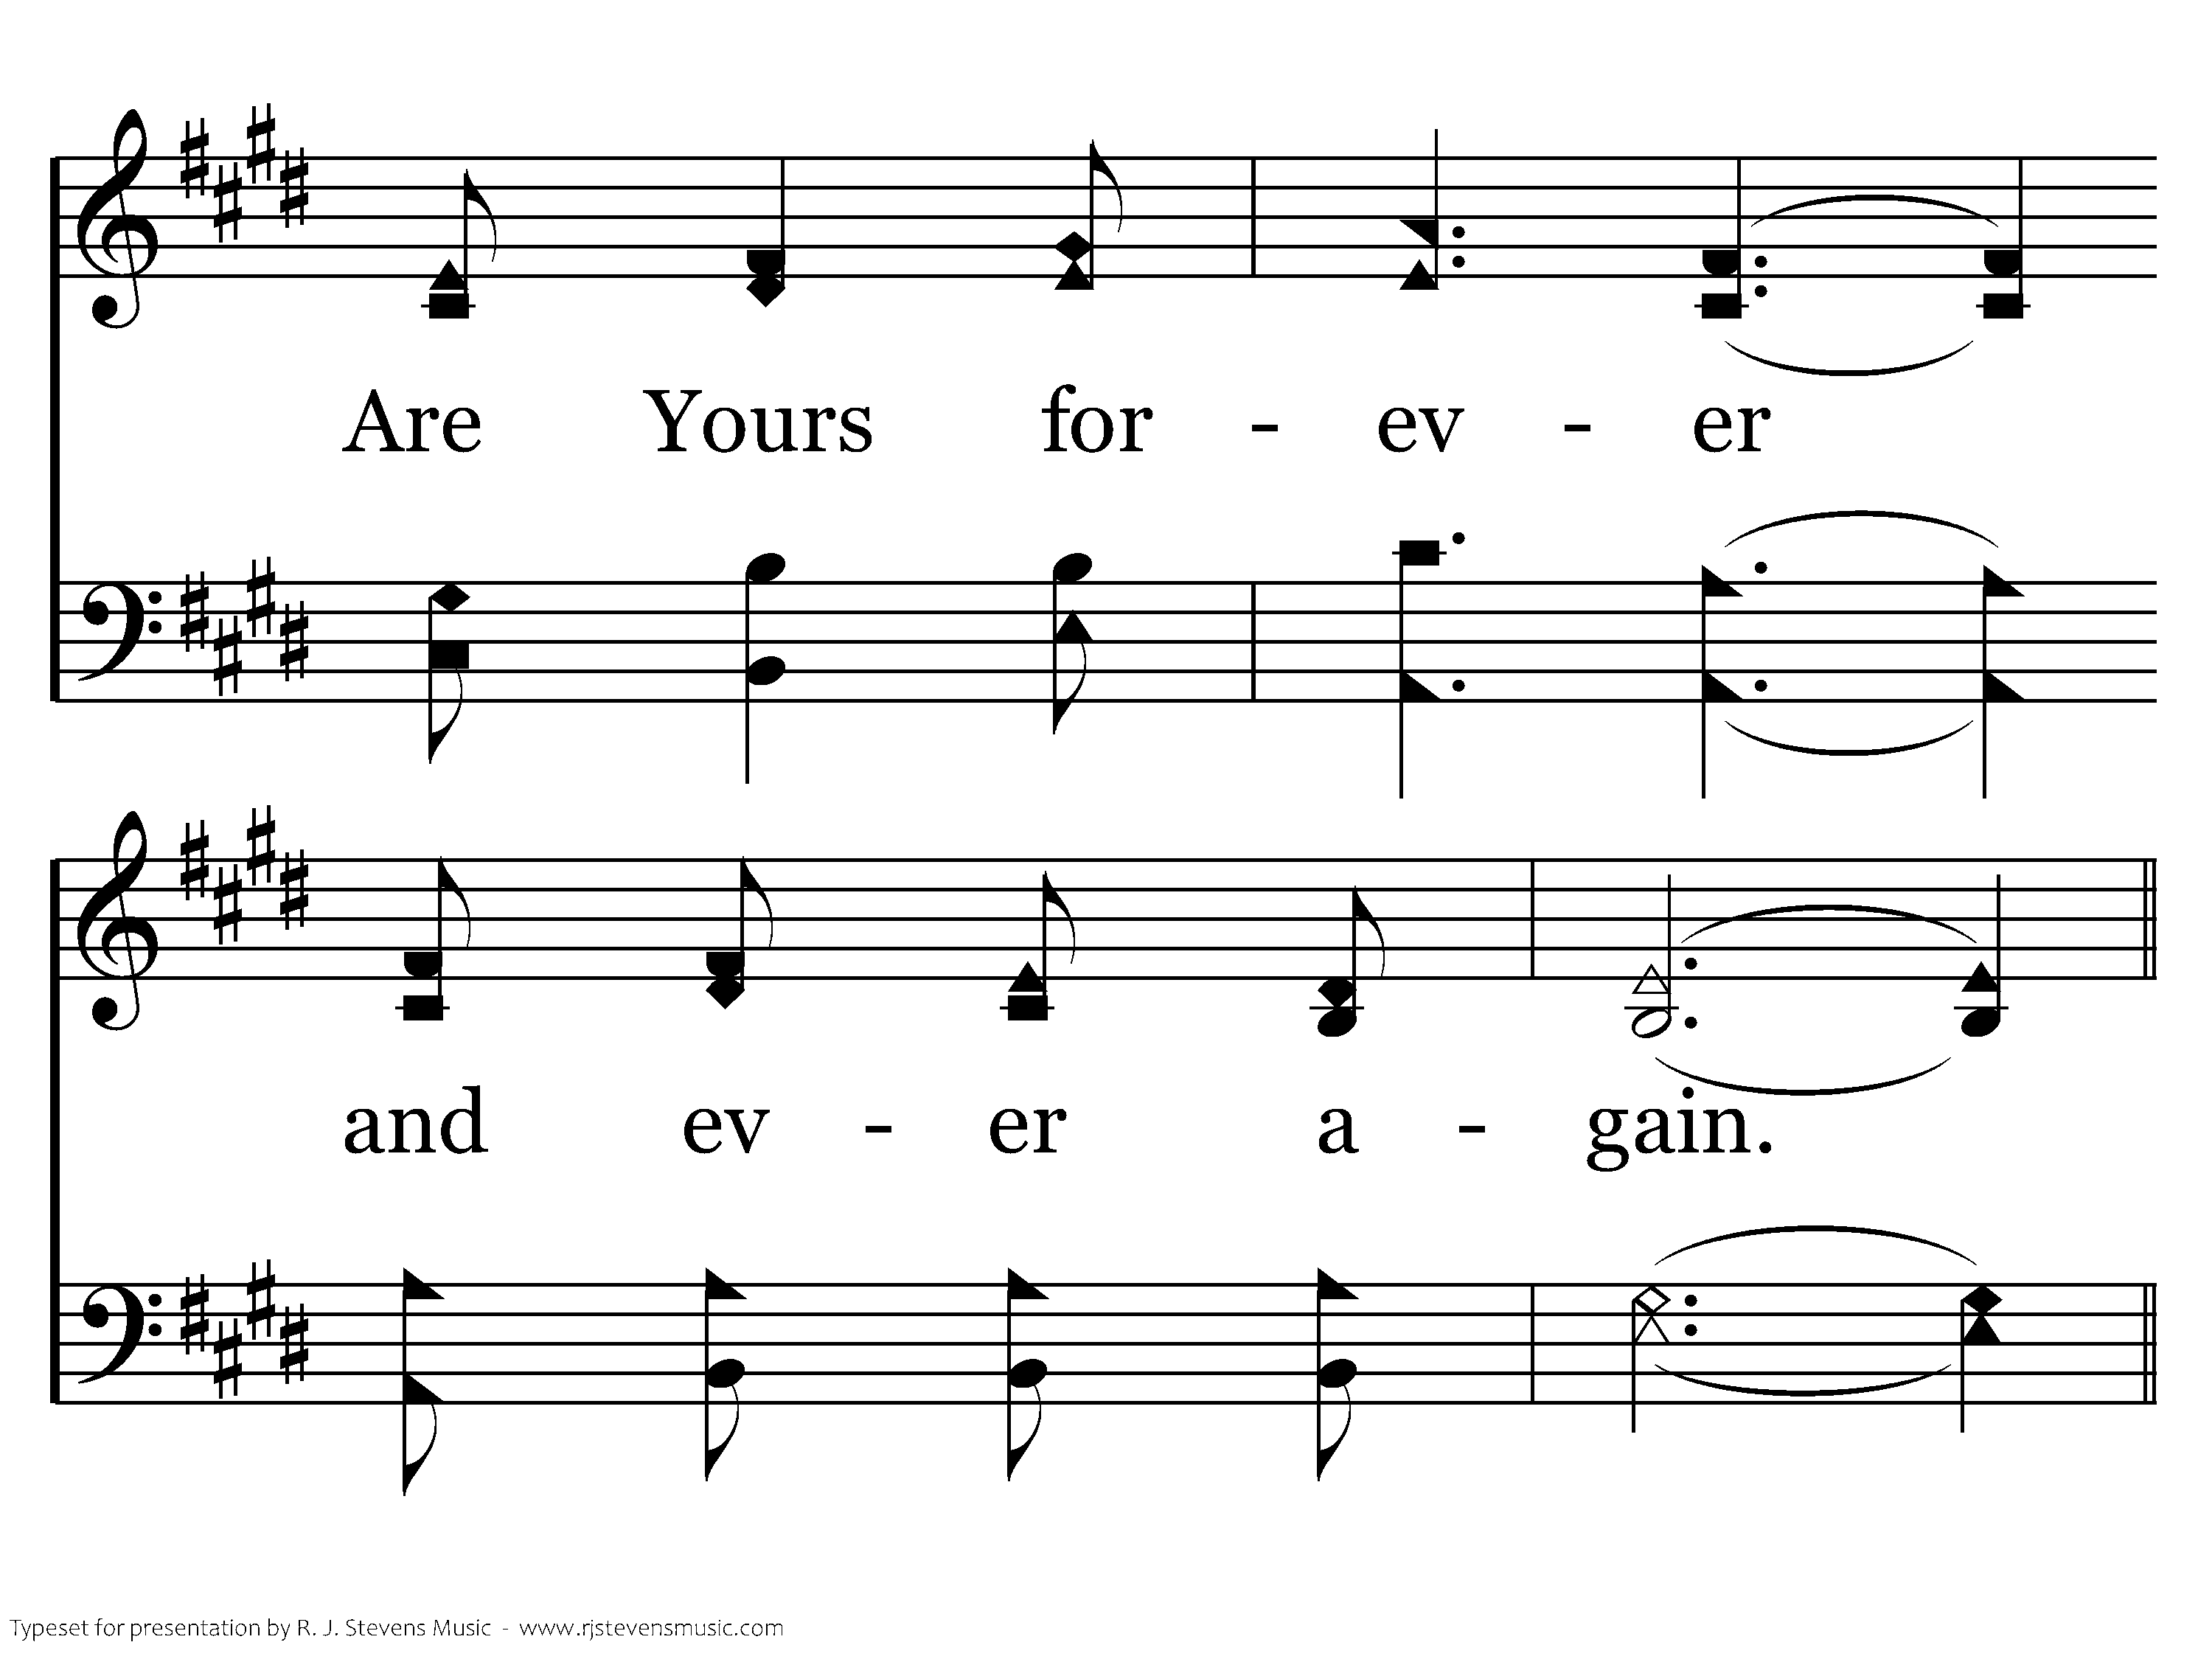 Are Yours for - ev - er
and ev - er a - gain.
Typeset for presentation by R. J. Stevens Music - www.rjstevensmusic.com